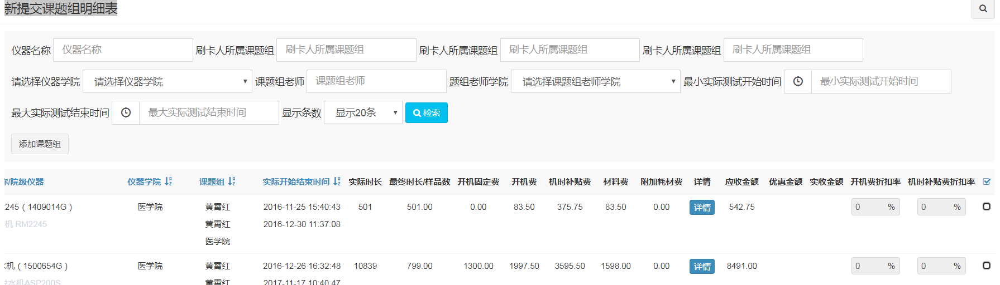 新提交课题组明细表
仪器名称 仪器名称 刷卡人所属课题组 刷卡人所属课题组 刷卡人所属课题组 刷卡人所属课题组 刷卡人所属课题组 刷卡人所属课题组
请选择仪器学院 请选择仪器学院 课题组老师 课题组老师 题组老师学院 请选择课题组老师学院 最小实际测试开始时间 最小实际测试开始时间
最大实际测试结束时间 最大实际测试结束时间 显示条数 显示20条 检索
添加课题组
/院级仪器 仪器学院 课题组 实际开始结束时间 实际时长 最终时长/样品数 开机固定费 开机费 机时补贴费 材料费 附加耗材费 详情 应收金额 优惠金额 实收金额 开机费折扣率 机时补贴费折扣率
245 ( 1409014G ) 医学院 黄霄红 2016-11-25 15:40:43 501 501.00 0.00 83.50 375.75 83.50 0.00 详情 542.75 0 % 0 %
机 RM2245 黄霄红 2016-12-30 11:37:08
医学院
水机 ( 1500654G ) 医学院 黄霄红 2016-12-26 16:32:48 10839 799.00 1300.00 1997.50 3595.50 1598.00 0.00 详情 8491.00 0 % 0 %
水机ASP200S 黄霄红 2017-11-17 10:40:47